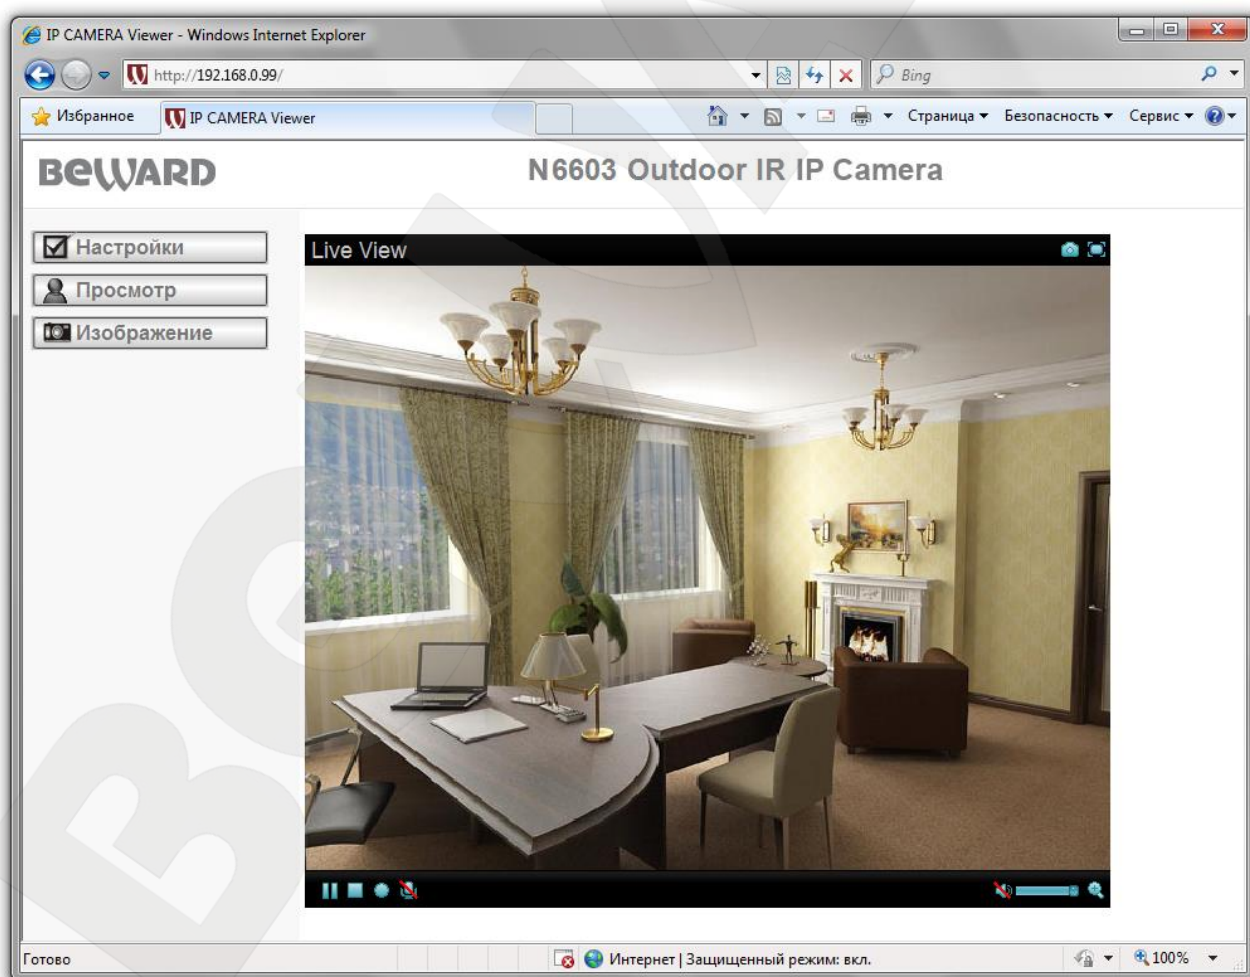 IP CAMERA Viewer - Windows Internet Explorer
http://192.168.0.99/
Bing
Избранное
IP CAMERA Viewer
Страница
Безопасность
Сервис
BEWARD
N6603 Outdoor IR IP Camera
Настройки
Просмотр
Изображение
Live View
Готово
Интернет | Защищенный режим: вкл.
100%
BEWARD